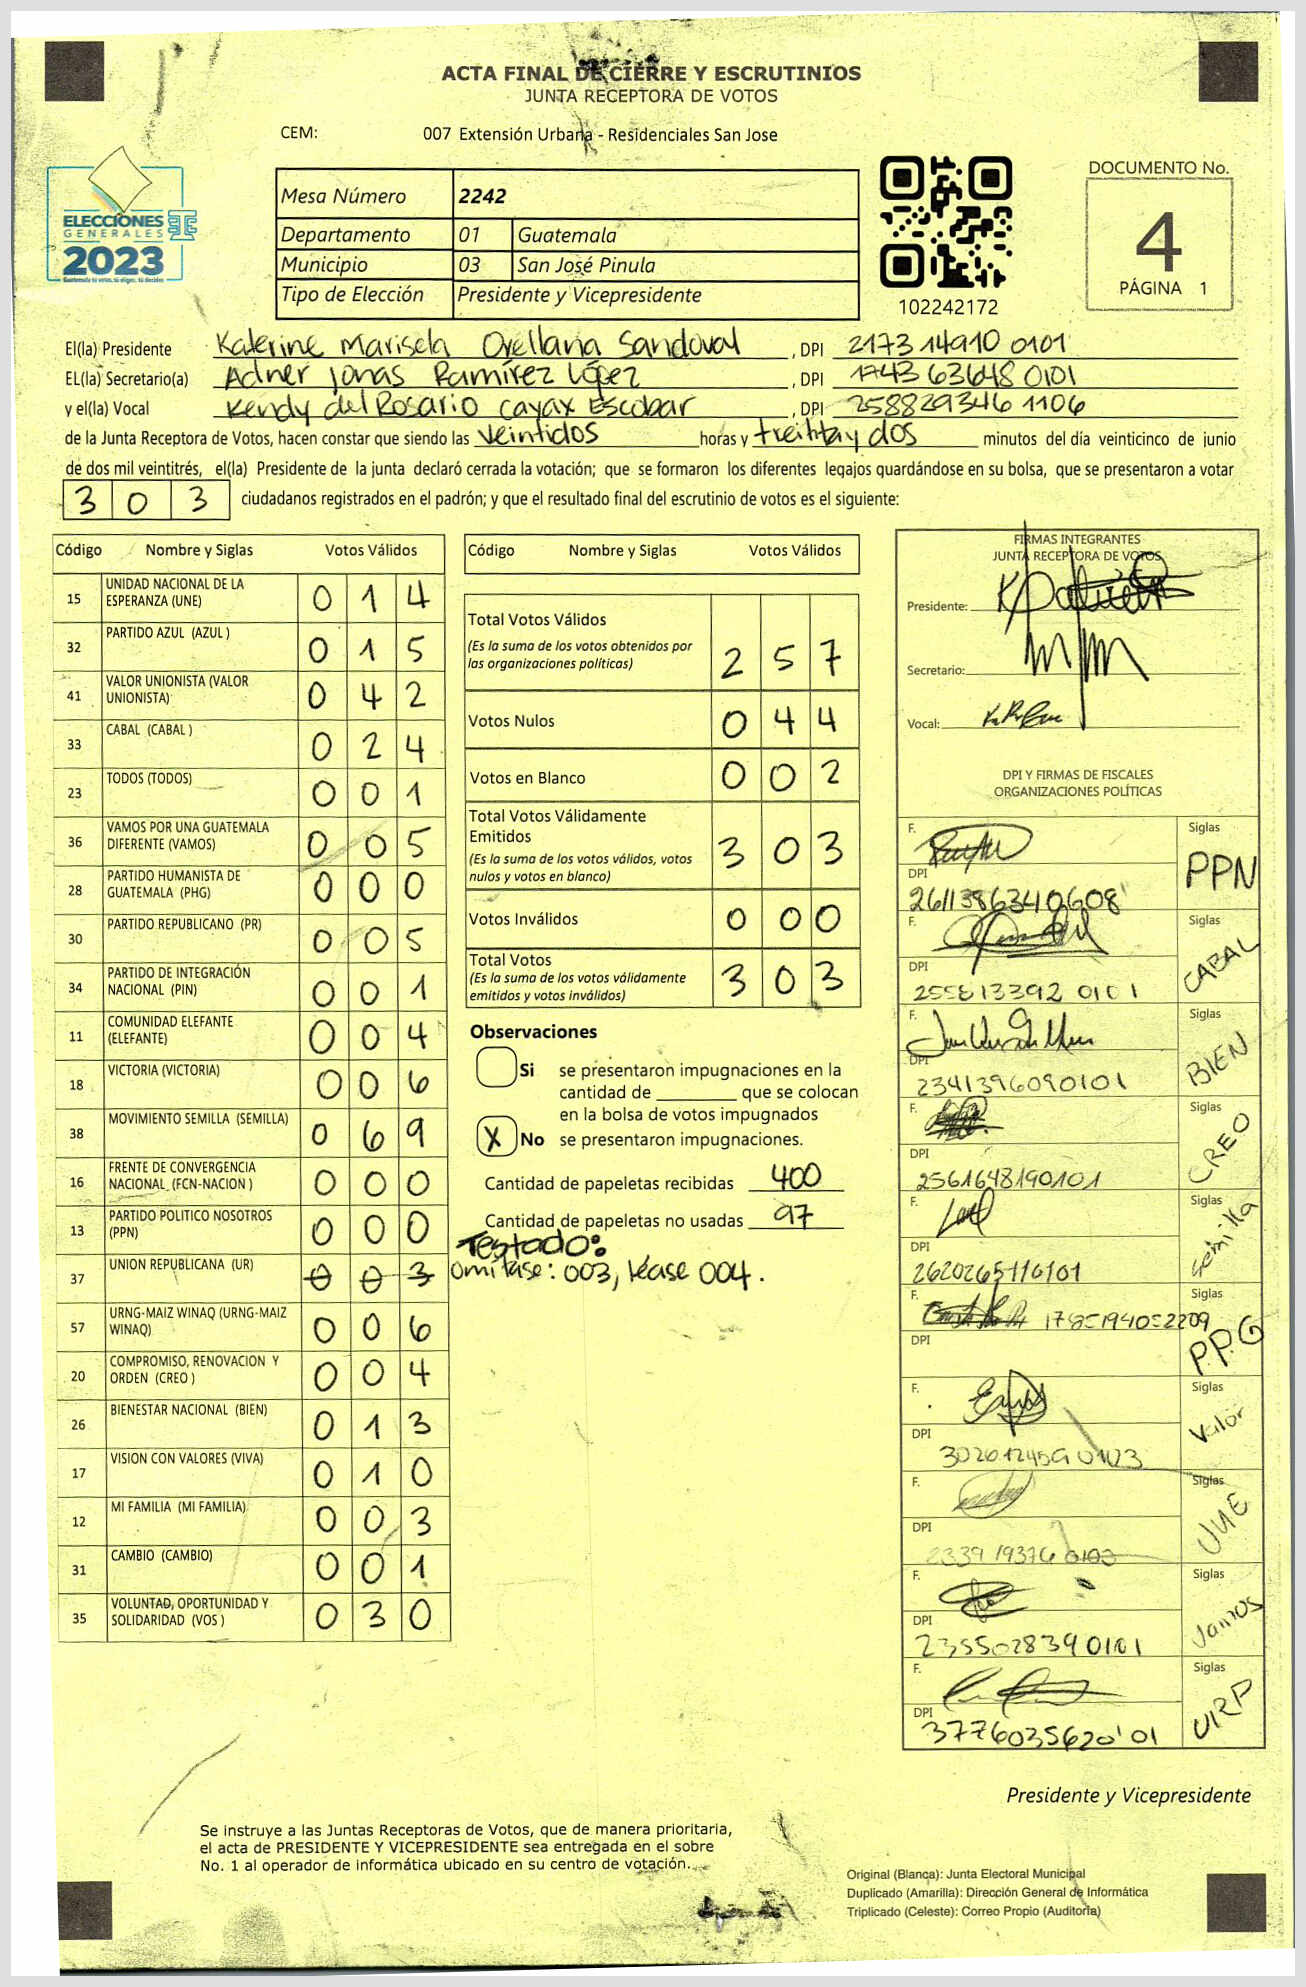 ACTA FINAL DE CIERRE Y ESCRUTINIOS
JUNTA RECEPTORA DE VOTOS
CEM: 007 Extensión Urbana - Residenciales San Jose
DOCUMENTO No.
4
PÁGINA 1
ELECCIONES
GENERALES
2023
Guatemala tú votas, tú eliges, tú decides
Mesa Número 2242
Departamento 01 Guatemala
Municipio 03 San José Pinula
Tipo de Elección Presidente y Vicepresidente
102242172
El(la) Presidente Katerine Marisela Orellana Sandoval , DPI 2173 14910 0101
EL(la) Secretario(a) Adner Jonas Ramírez López , DPI 1743 63648 0101
y el(la) Vocal Kendy del Rosario Cayax Escobar , DPI 258829346 1106
de la Junta Receptora de Votos, hacen constar que siendo las veintidos horas y treinta y dos minutos del día veinticinco de junio
de dos mil veintitrés, el(la) Presidente de la junta declaró cerrada la votación; que se formaron los diferentes legajos guardándose en su bolsa, que se presentaron a votar
3 0 3 ciudadanos registrados en el padrón; y que el resultado final del escrutinio de votos es el siguiente:
Código Nombre y Siglas Votos Válidos
15 UNIDAD NACIONAL DE LA ESPERANZA (UNE) 0 1 4
32 PARTIDO AZUL (AZUL ) 0 1 5
41 VALOR UNIONISTA (VALOR UNIONISTA) 0 4 2
33 CABAL (CABAL ) 0 2 4
23 TODOS (TODOS) 0 0 1
36 VAMOS POR UNA GUATEMALA DIFERENTE (VAMOS) 0 0 5
28 PARTIDO HUMANISTA DE GUATEMALA (PHG) 0 0 0
30 PARTIDO REPUBLICANO (PR) 0 0 5
34 PARTIDO DE INTEGRACIÓN NACIONAL (PIN) 0 0 1
11 COMUNIDAD ELEFANTE (ELEFANTE) 0 0 4
18 VICTORIA (VICTORIA) 0 0 6
38 MOVIMIENTO SEMILLA (SEMILLA) 0 6 9
16 FRENTE DE CONVERGENCIA NACIONAL (FCN-NACION ) 0 0 0
13 PARTIDO POLITICO NOSOTROS (PPN) 0 0 0
37 UNION REPUBLICANA (UR) 0 0 3
57 URNG-MAIZ WINAQ (URNG-MAIZ WINAQ) 0 0 6
20 COMPROMISO, RENOVACION Y ORDEN (CREO ) 0 0 4
26 BIENESTAR NACIONAL (BIEN) 0 1 3
17 VISION CON VALORES (VIVA) 0 1 0
12 MI FAMILIA (MI FAMILIA) 0 0 3
31 CAMBIO (CAMBIO) 0 0 1
35 VOLUNTAD, OPORTUNIDAD Y SOLIDARIDAD (VOS ) 0 3 0
Código Nombre y Siglas Votos Válidos
Total Votos Válidos
(Es la suma de los votos obtenidos por
las organizaciones políticas) 2 5 7
Votos Nulos 0 4 4
Votos en Blanco 0 0 2
Total Votos Válidamente
Emitidos
(Es la suma de los votos válidos, votos
nulos y votos en blanco) 3 0 3
Votos Inválidos 0 0 0
Total Votos
(Es la suma de los votos válidamente
emitidos y votos inválidos) 3 0 3
Observaciones
Si se presentaron impugnaciones en la
cantidad de ________ que se colocan
en la bolsa de votos impugnados
X No se presentaron impugnaciones.
Cantidad de papeletas recibidas 400
Cantidad de papeletas no usadas 97
Testado:
omitase: 003, léase 004.
FIRMAS INTEGRANTES
JUNTA RECEPTORA DE VOTOS
Presidente:
Secretario:
Vocal:
DPI Y FIRMAS DE FISCALES
ORGANIZACIONES POLÍTICAS
F. Siglas PPN
DPI 2611386340608
F. Siglas CABAL
DPI 255813392 0101
F. Siglas BIEN
DPI 2341396090101
F. Siglas CREO
DPI 2561648190101
F. Siglas semilla
DPI
F. Siglas P.P.G
DPI
F. Siglas Valor
DPI
F. Siglas UNE
DPI
F. Siglas Vamos
DPI 2355028390101
F. Siglas
DPI
Presidente y Vicepresidente
Se instruye a las Juntas Receptoras de Votos, que de manera prioritaria,
el acta de PRESIDENTE Y VICEPRESIDENTE sea entregada en el sobre
No. 1 al operador de informática ubicado en su centro de votación.
Original (Blanca): Junta Electoral Municipal
Duplicado (Amarilla): Dirección General de Informática
Triplicado (Celeste): Correo Propio (Auditoría)